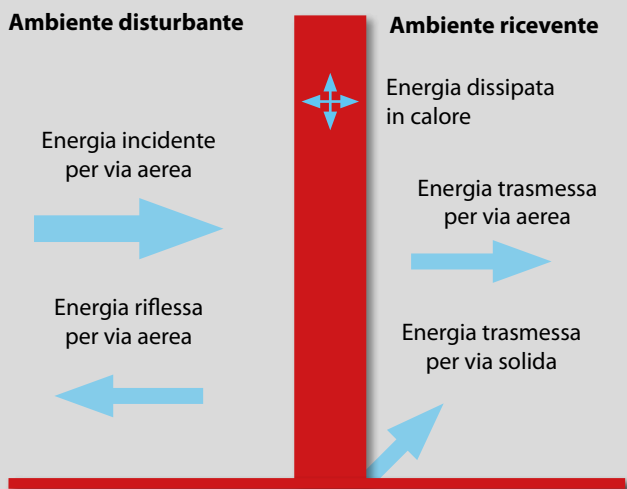 Ambiente disturbante
Ambiente ricevente
Energia dissipata
in calore
Energia incidente
per via aerea
Energia trasmessa
per via aerea
Energia riflessa
per via aerea
Energia trasmessa
per via solida